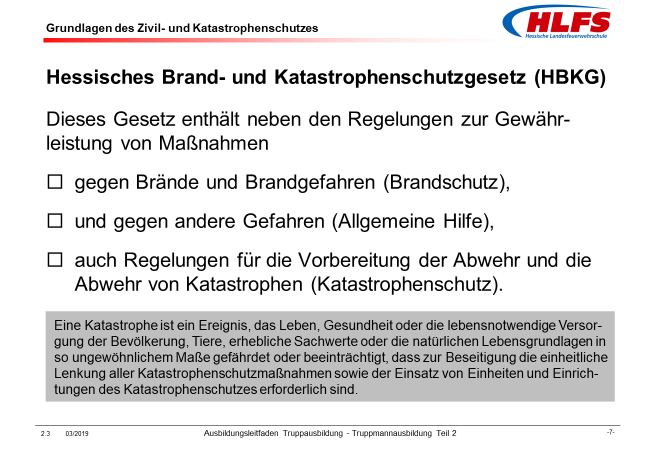 Grundlagen des Zivil- und Katastrophenschutzes
HLFS
Hessische Landesfeuerwehrschule
Hessisches Brand- und Katastrophenschutzgesetz (HBKG)
Dieses Gesetz enthält neben den Regelungen zur Gewähr-
leistung von Maßnahmen
gegen Brände und Brandgefahren (Brandschutz),
und gegen andere Gefahren (Allgemeine Hilfe),
auch Regelungen für die Vorbereitung der Abwehr und die
Abwehr von Katastrophen (Katastrophenschutz).
Eine Katastrophe ist ein Ereignis, das Leben, Gesundheit oder die lebensnotwendige Versor-
gung der Bevölkerung, Tiere, erhebliche Sachwerte oder die natürlichen Lebensgrundlagen in
so ungewöhnlichem Maße gefährdet oder beeinträchtigt, dass zur Beseitigung die einheitliche
Lenkung aller Katastrophenschutzmaßnahmen sowie der Einsatz von Einheiten und Einrich-
tungen des Katastrophenschutzes erforderlich sind.
2.3 03/2019 Ausbildungsleitfaden Truppausbildung - Truppmannausbildung Teil 2 -7-